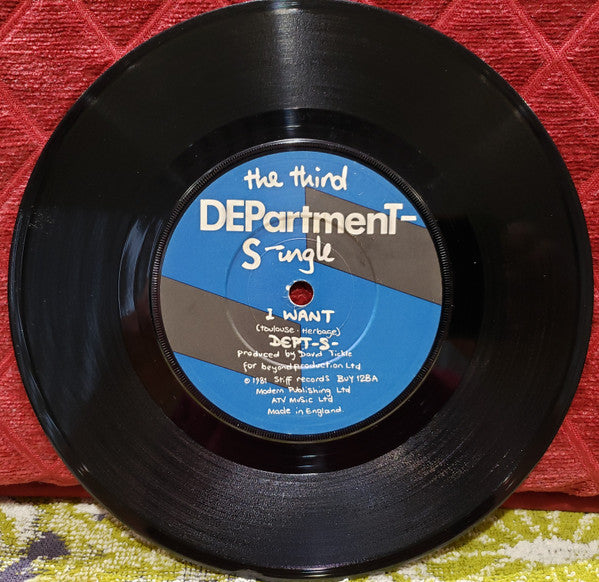 the third
DEPartmenT-
S-ingle
I WANT
(Toulouse · Herbage)
DEPT-S-
produced by David Tickle
for beyond production Ltd
© 1981 Stiff records BUY 128A
Modern Publishing Ltd
ATV Music Ltd
Made in England